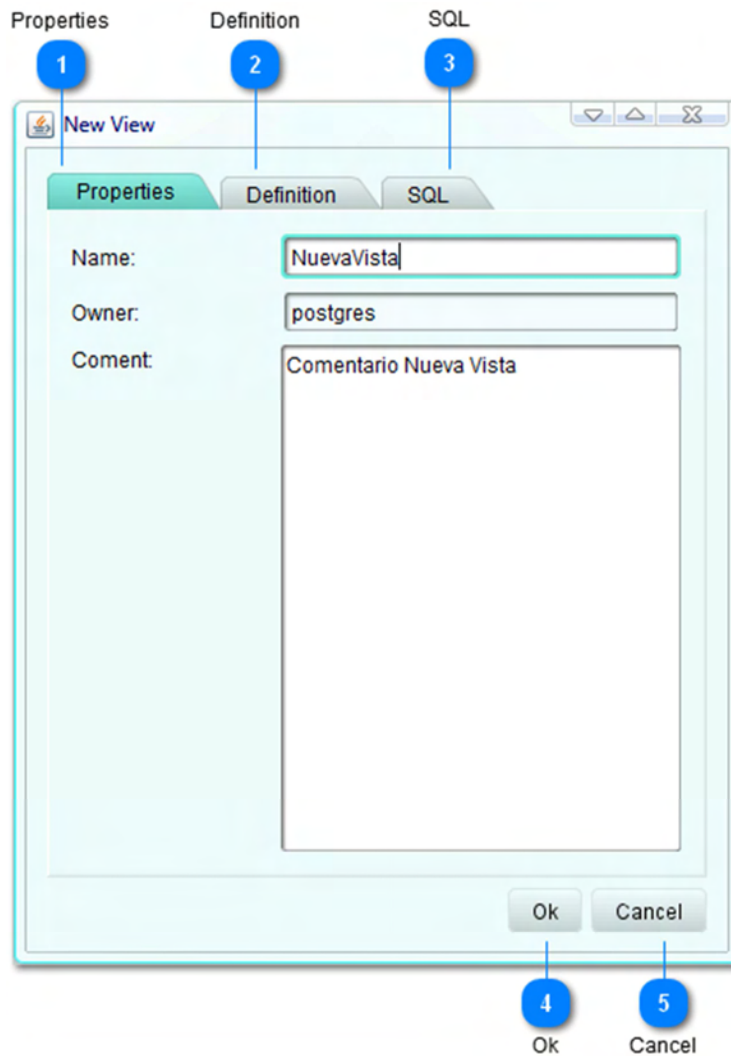 Properties Definition SQL
1 2 3
New View
Properties Definition SQL
Name: NuevaVista
Owner: postgres
Coment: Comentario Nueva Vista
Ok Cancel
4 5
Ok Cancel